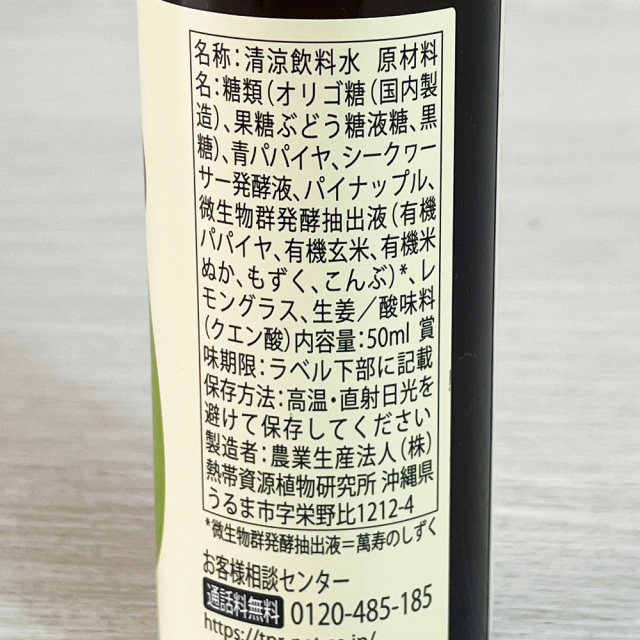 名称：清涼飲料水　原材料
名：糖類（オリゴ糖（国内製
造）、果糖ぶどう糖液糖、黒
糖）、青パパイヤ、シークヮー
サー発酵液、パイナップル、
微生物群発酵抽出液（有機
パパイヤ、有機玄米、有機米
ぬか、もずく、こんぶ）*、レ
モングラス、生姜／酸味料
（クエン酸）内容量：50ml 賞
味期限：ラベル下部に記載
保存方法：高温・直射日光を
避けて保存してください
製造者：農業生産法人（株）
熱帯資源植物研究所 沖縄県
うるま市字栄野比1212-4
*微生物群発酵抽出液＝萬寿のしずく
お客様相談センター
通話料無料 0120-485-185